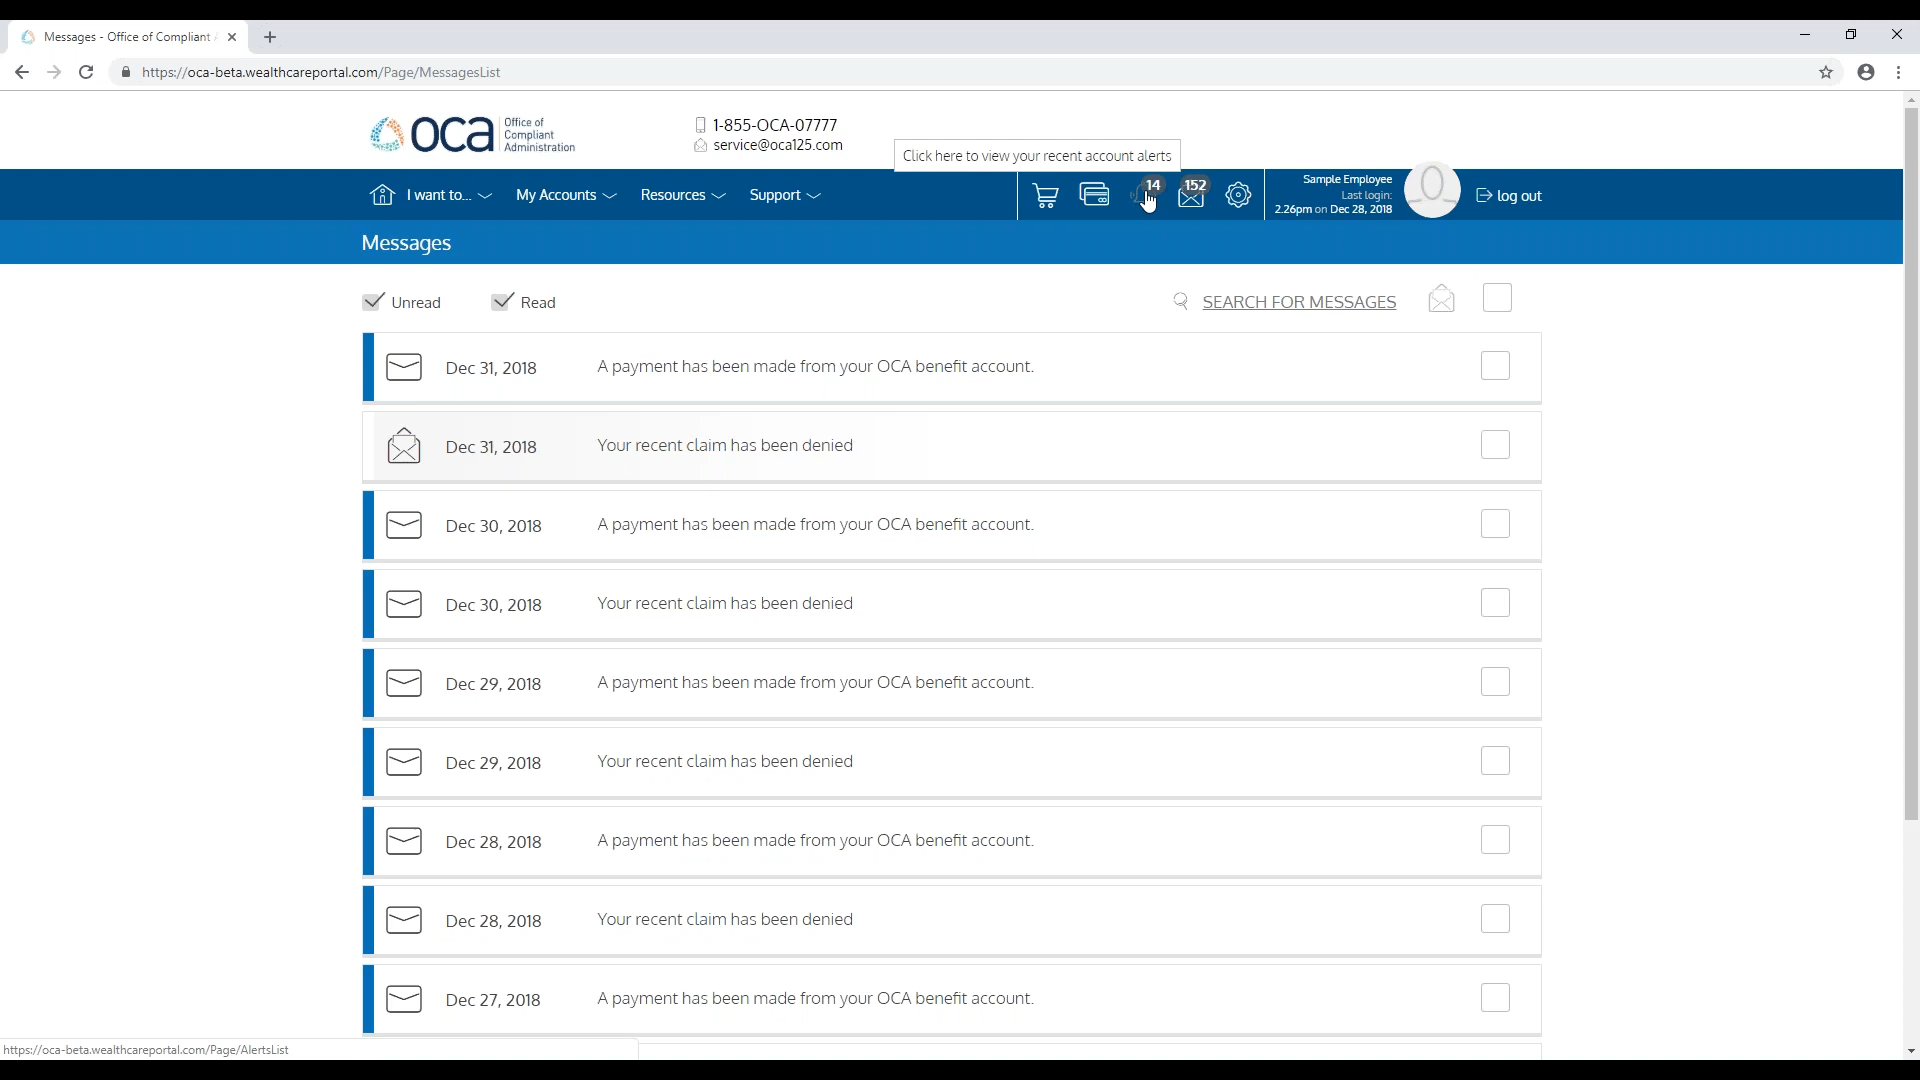 Messages - Office of Compliant
https://oca-beta.wealthcareportal.com/Page/MessagesList
oca Office of Compliant Administration
1-855-OCA-07777
service@oca125.com
Click here to view your recent account alerts
I want to... My Accounts Resources Support
14 152
Sample Employee
Last login:
2.26pm on Dec 28, 2018
log out
Messages
Unread Read SEARCH FOR MESSAGES
Dec 31, 2018 A payment has been made from your OCA benefit account.
Dec 31, 2018 Your recent claim has been denied
Dec 30, 2018 A payment has been made from your OCA benefit account.
Dec 30, 2018 Your recent claim has been denied
Dec 29, 2018 A payment has been made from your OCA benefit account.
Dec 29, 2018 Your recent claim has been denied
Dec 28, 2018 A payment has been made from your OCA benefit account.
Dec 28, 2018 Your recent claim has been denied
Dec 27, 2018 A payment has been made from your OCA benefit account.
https://oca-beta.wealthcareportal.com/Page/AlertsList